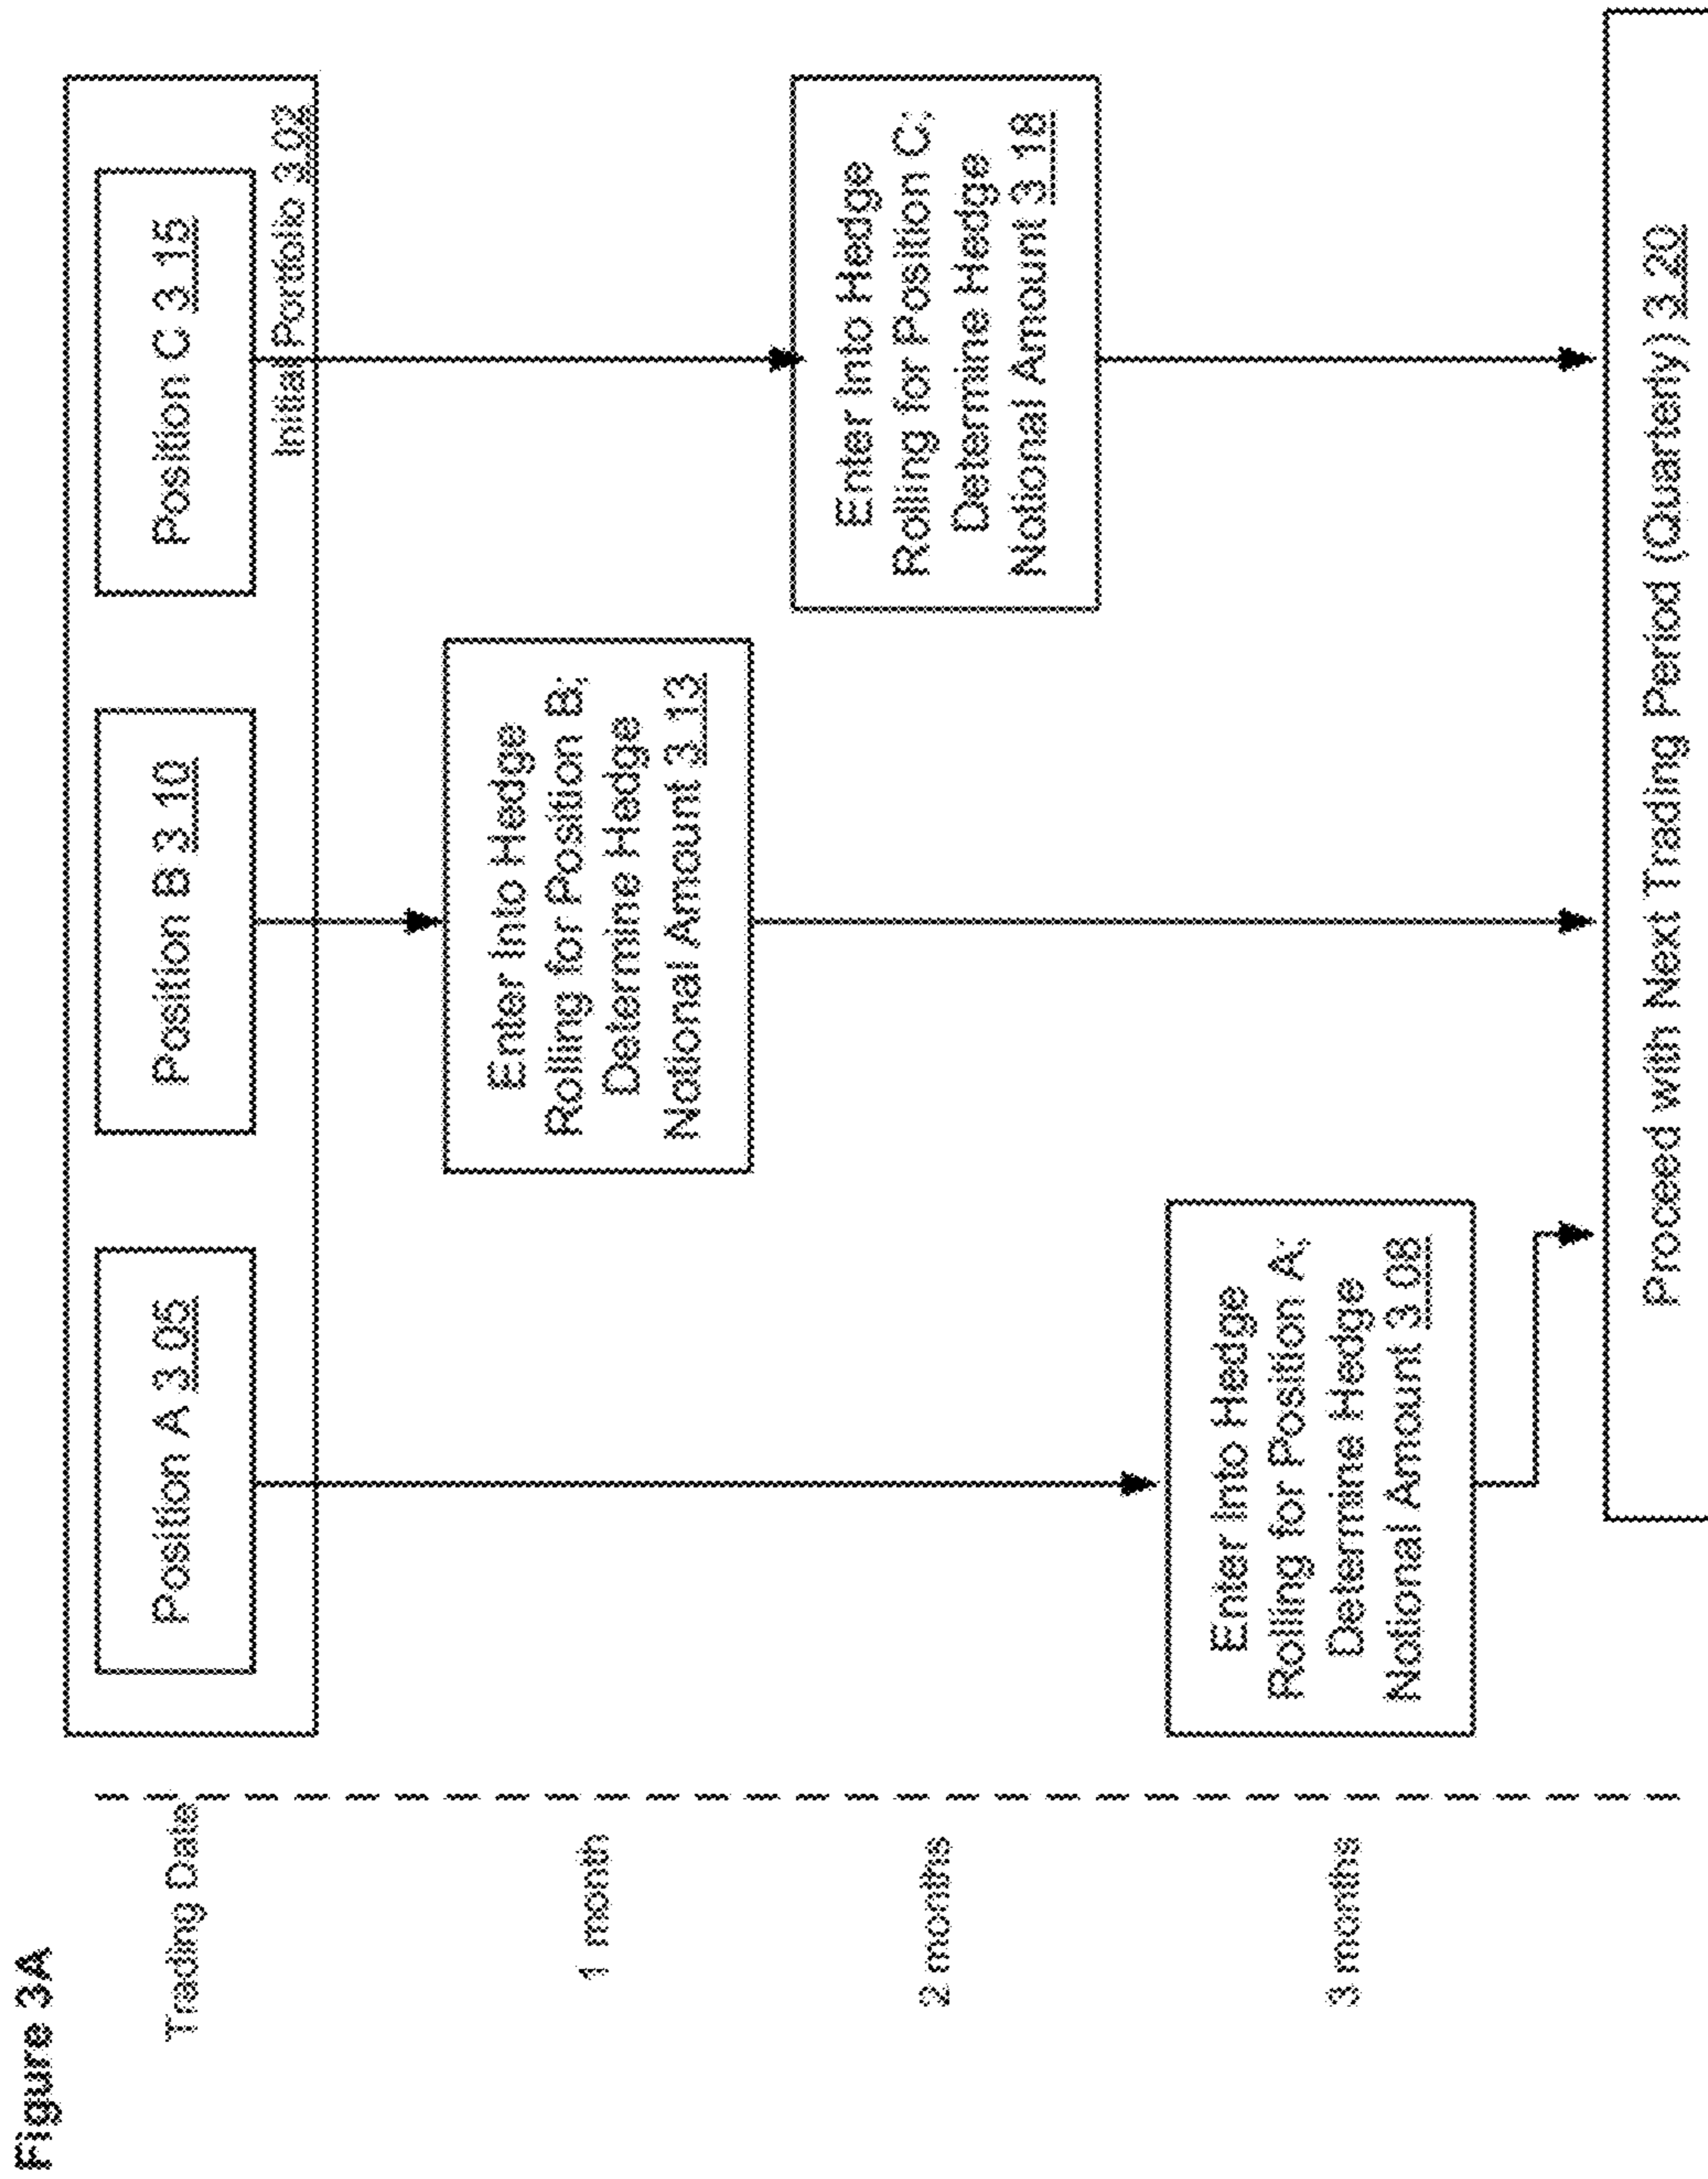 Figure 3A
Trading Date
Position A 3 05
Position B 3 10
Position C 3 15
Initial Portfolio 3 02
1 month
Enter Into Hedge
Rolling for Position B;
Determine Hedge
Notional Amount 3 13
2 months
Enter Into Hedge
Rolling for Position C;
Determine Hedge
Notional Amount 3 18
3 months
Enter Into Hedge
Rolling for Position A;
Determine Hedge
Notional Amount 3 08
Proceed with Next Trading Period (Quarterly) 3 20